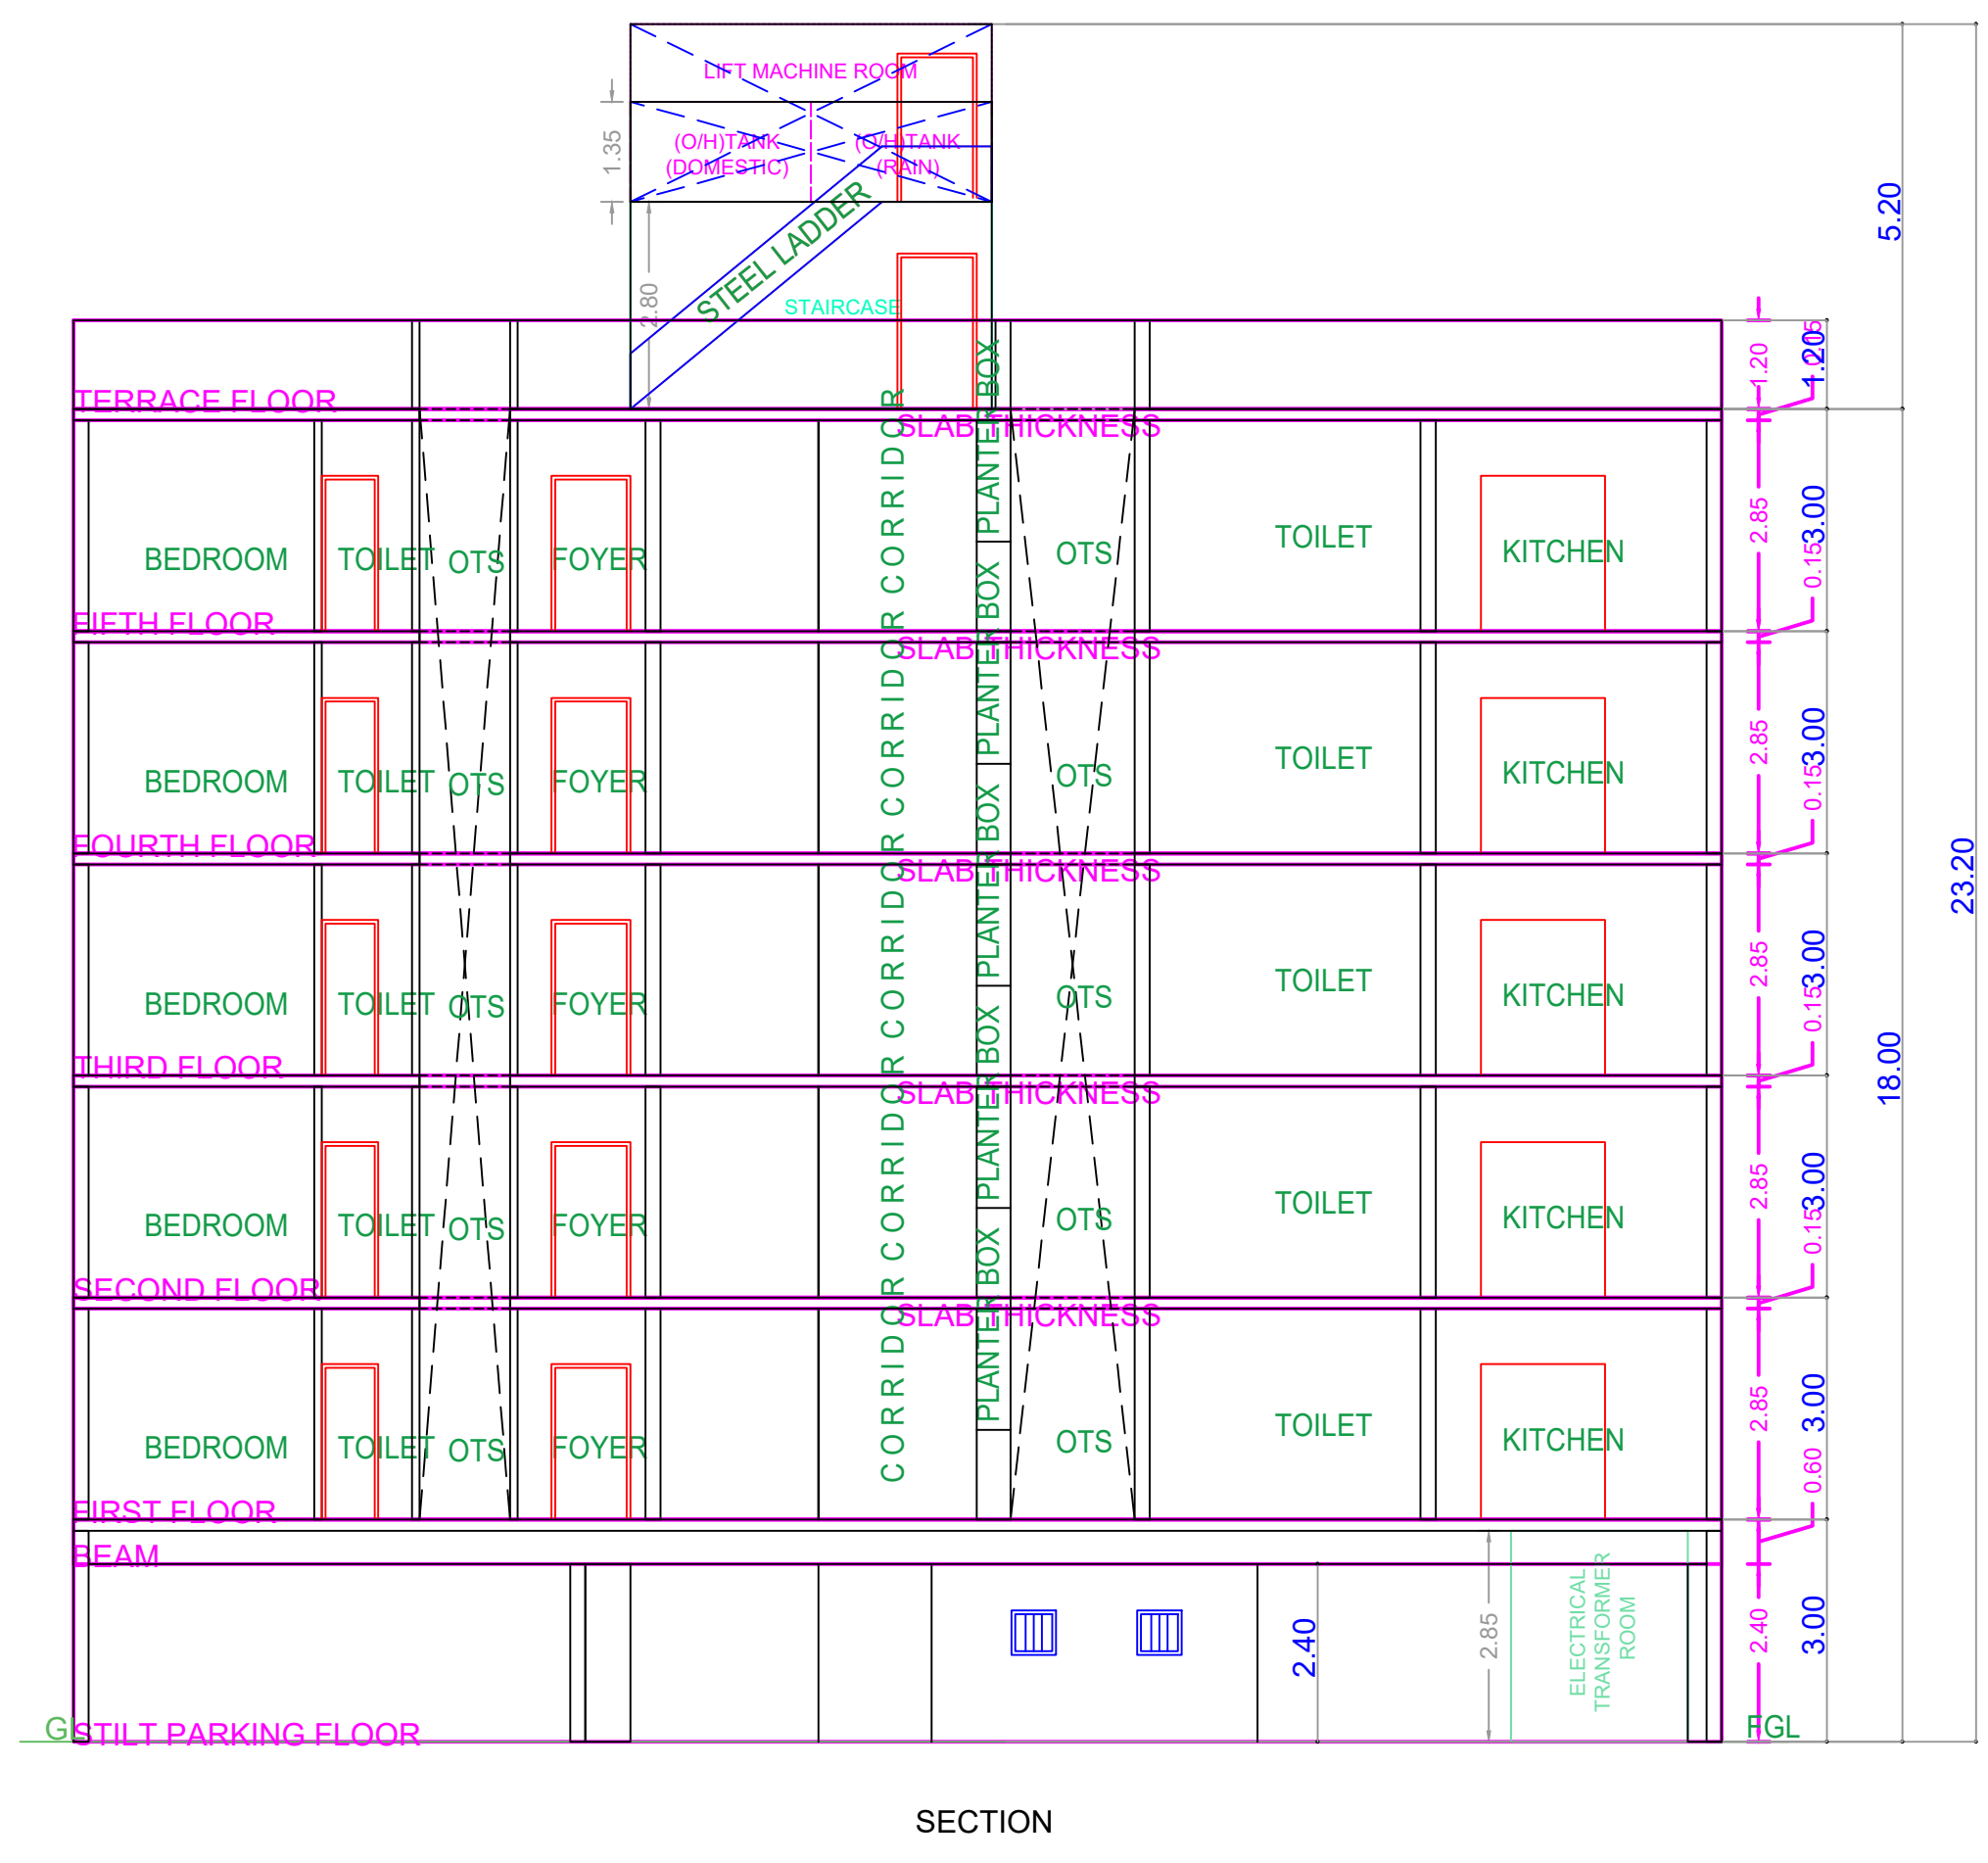 LIFT MACHINE ROOM
1.35
(O/H)TANK
(DOMESTIC)
(O/H)TANK
(RAIN)
STEEL LADDER
5.20
2.80
STAIRCASE
1.20
0.15
1.20
TERRACE FLOOR
SLAB THICKNESS
CORRIDOR
PLANTER BOX
BEDROOM
TOILET
OTS
FOYER
OTS
TOILET
KITCHEN
2.85
3.00
0.15
FIFTH FLOOR
SLAB THICKNESS
CORRIDOR
PLANTER BOX
BEDROOM
TOILET
OTS
FOYER
OTS
TOILET
KITCHEN
2.85
3.00
0.15
23.20
FOURTH FLOOR
SLAB THICKNESS
CORRIDOR
PLANTER BOX
BEDROOM
TOILET
OTS
FOYER
OTS
TOILET
KITCHEN
2.85
3.00
0.15
18.00
THIRD FLOOR
SLAB THICKNESS
CORRIDOR
PLANTER BOX
BEDROOM
TOILET
OTS
FOYER
OTS
TOILET
KITCHEN
2.85
3.00
0.15
SECOND FLOOR
SLAB THICKNESS
CORRIDOR
PLANTER BOX
BEDROOM
TOILET
OTS
FOYER
OTS
TOILET
KITCHEN
2.85
3.00
0.60
FIRST FLOOR
BEAM
2.40
2.85
ELECTRICAL
TRANSFORMER
ROOM
2.40
3.00
GL
STILT PARKING FLOOR
FGL
SECTION